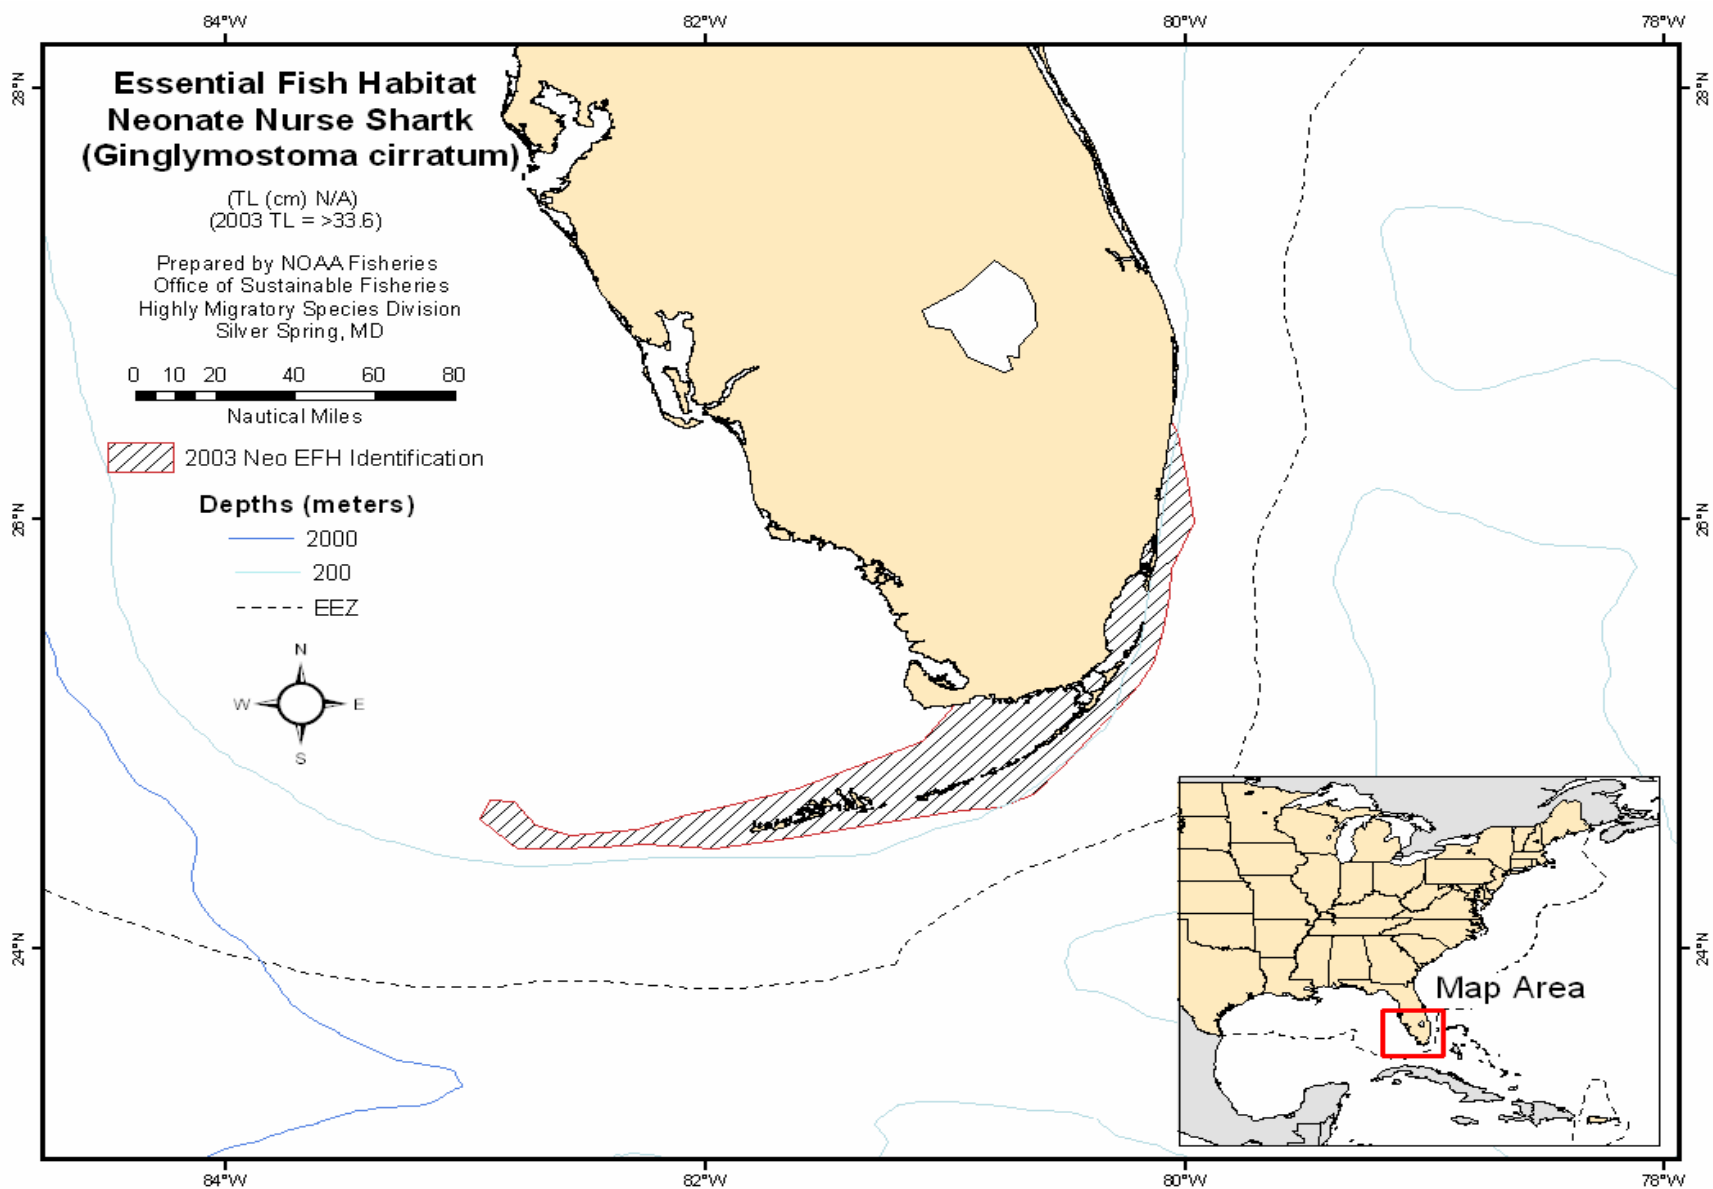 84°W 82°W 80°W 78°W
Essential Fish Habitat
Neonate Nurse Shartk
(Ginglymostoma cirratum)
(TL (cm) N/A)
(2003 TL = >33.6)
Prepared by NOAA Fisheries
Office of Sustainable Fisheries
Highly Migratory Species Division
Silver Spring, MD
0 10 20 40 60 80
Nautical Miles
2003 Neo EFH Identification
Depths (meters)
2000
200
EEZ
N
W E
S
28°N 28°N
26°N 26°N
24°N 24°N
Map Area
84°W 82°W 80°W 78°W